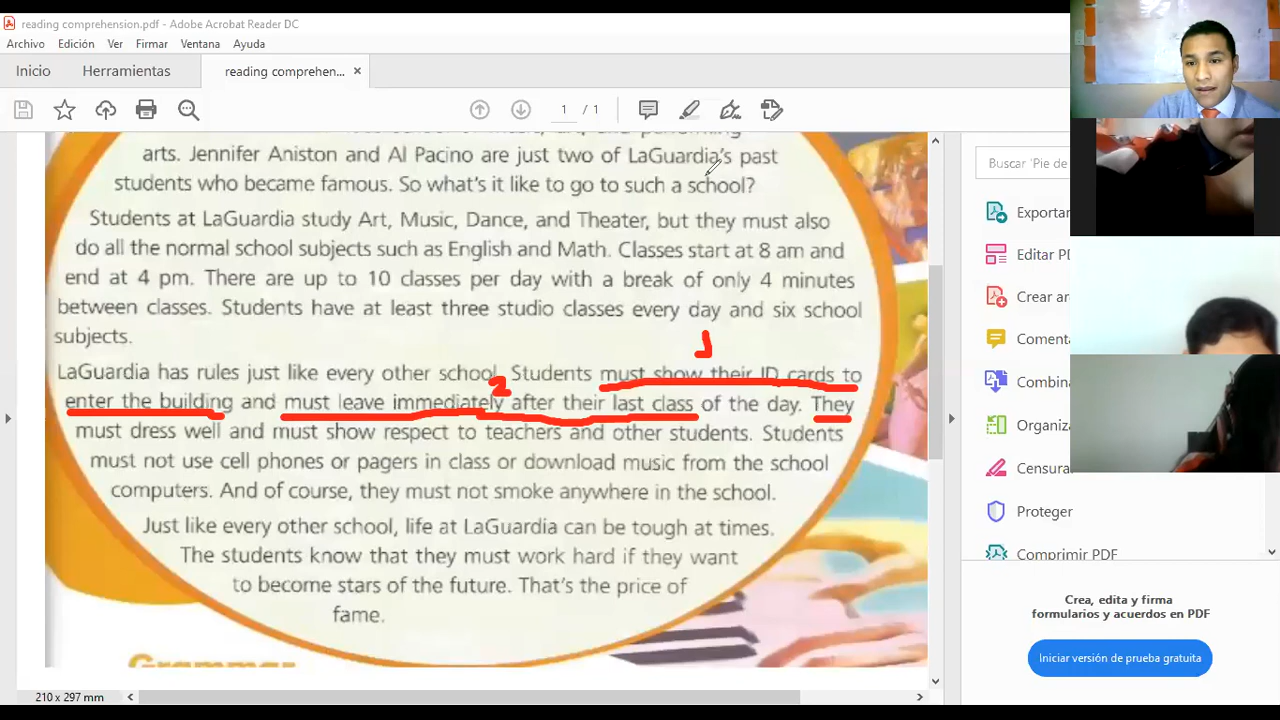 reading comprehension.pdf - Adobe Acrobat Reader DC
Archivo Edición Ver Firmar Ventana Ayuda
Inicio Herramientas reading comprehen... ×
1 / 1
performing
arts. Jennifer Aniston and Al Pacino are just two of LaGuardia's past
students who became famous. So what's it like to go to such a school?
Students at LaGuardia study Art, Music, Dance, and Theater, but they must also
do all the normal school subjects such as English and Math. Classes start at 8 am and
end at 4 pm. There are up to 10 classes per day with a break of only 4 minutes
between classes. Students have at least three studio classes every day and six school
subjects.
1
LaGuardia has rules just like every other school. Students must show their ID cards to
2
enter the building and must leave immediately after their last class of the day. They
must dress well and must show respect to teachers and other students. Students
must not use cell phones or pagers in class or download music from the school
computers. And of course, they must not smoke anywhere in the school.
Just like every other school, life at LaGuardia can be tough at times.
The students know that they must work hard if they want
to become stars of the future. That's the price of
fame.
Grammar
210 x 297 mm
Buscar 'Pie de
Exportar
Editar PD
Crear ar
Comenta
Combina
Organiza
Censura
Proteger
Comprimir PDF
Crea, edita y firma
formularios y acuerdos en PDF
Iniciar versión de prueba gratuita